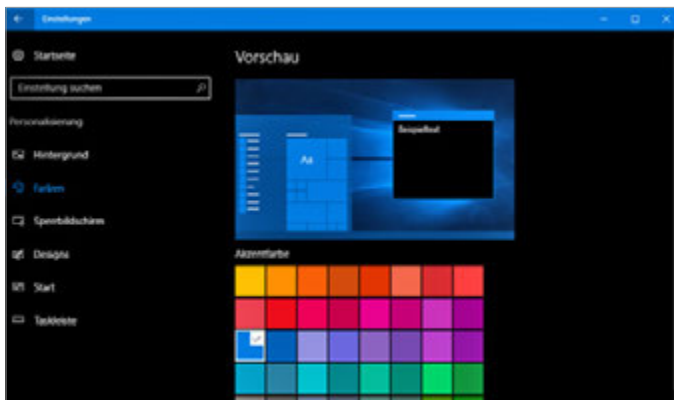 Einstellungen
Startseite
Einstellung suchen
Personalisierung
Hintergrund
Farben
Sperrbildschirm
Designs
Start
Taskleiste
Vorschau
Aa
Beispieltext
Akzentfarbe